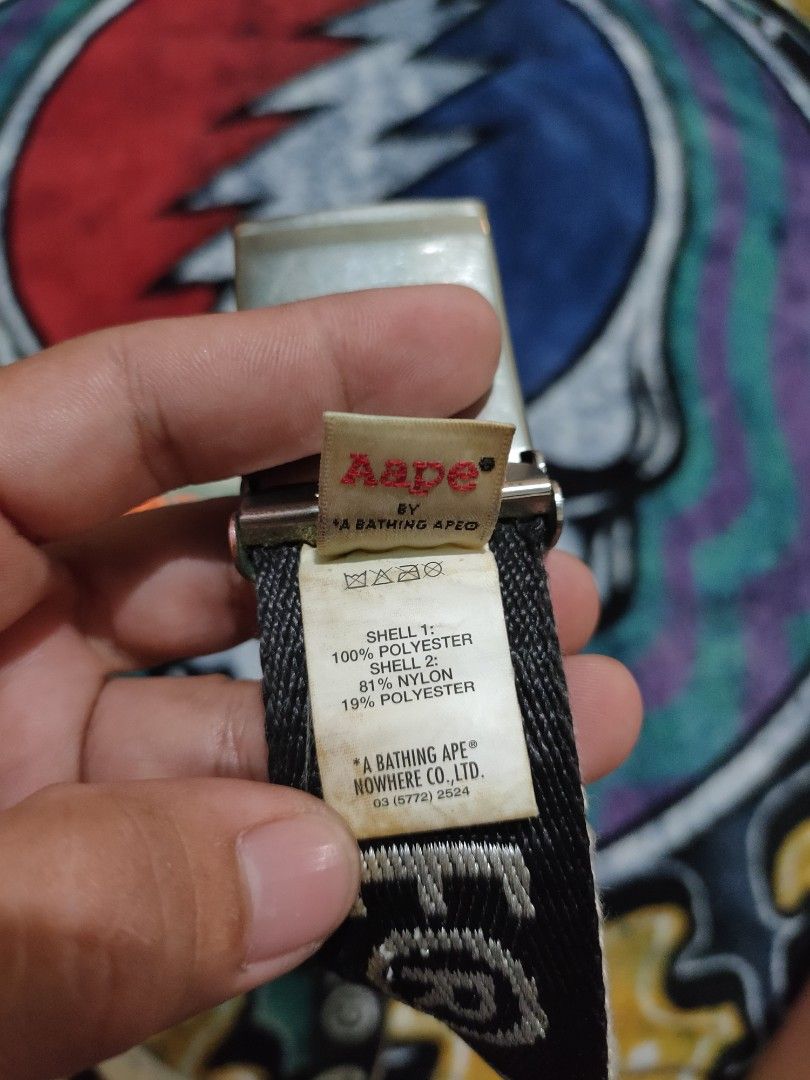 Aape®
BY
*A BATHING APE®
SHELL 1:
100% POLYESTER
SHELL 2:
81% NYLON
19% POLYESTER
*A BATHING APE®
NOWHERE CO.,LTD.
03 (5772) 2524
®